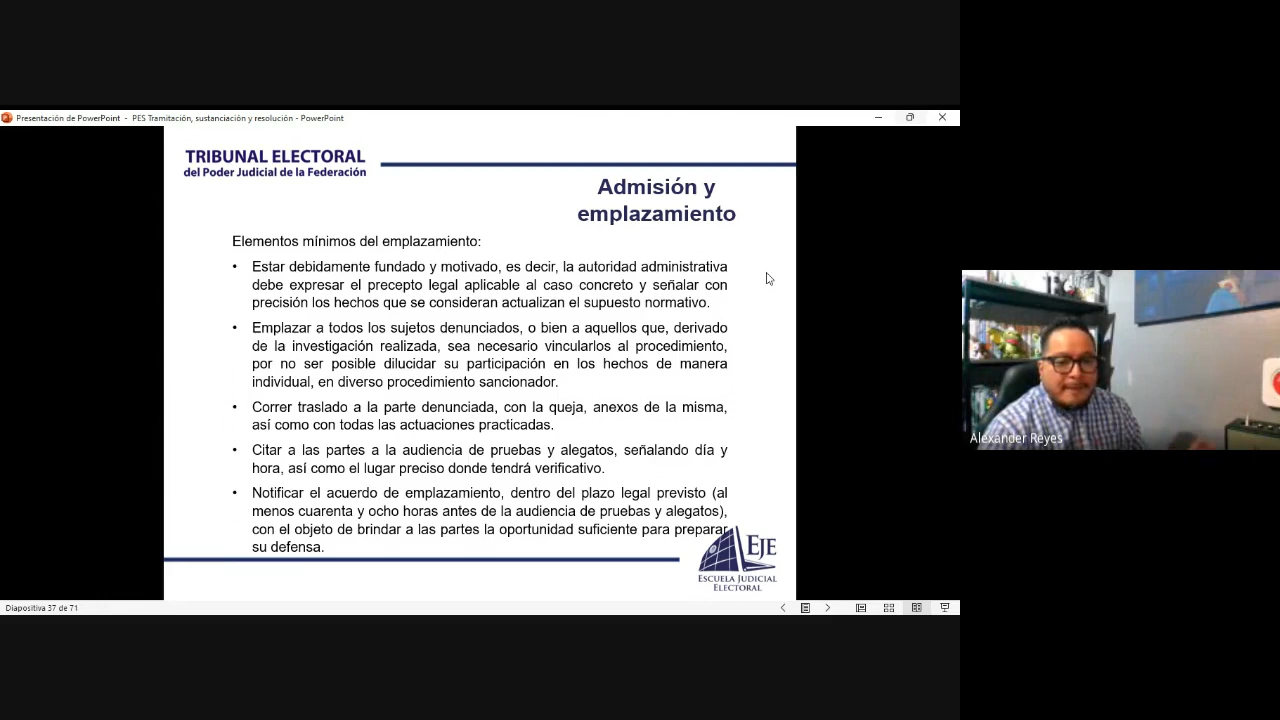 Presentación de PowerPoint - PES Tramitación, sustanciación y resolución - PowerPoint
TRIBUNAL ELECTORAL
del Poder Judicial de la Federación
Admisión y
emplazamiento
Elementos mínimos del emplazamiento:
• Estar debidamente fundado y motivado, es decir, la autoridad administrativa
debe expresar el precepto legal aplicable al caso concreto y señalar con
precisión los hechos que se consideran actualizan el supuesto normativo.
• Emplazar a todos los sujetos denunciados, o bien a aquellos que, derivado
de la investigación realizada, sea necesario vincularlos al procedimiento,
por no ser posible dilucidar su participación en los hechos de manera
individual, en diverso procedimiento sancionador.
• Correr traslado a la parte denunciada, con la queja, anexos de la misma,
así como con todas las actuaciones practicadas.
• Citar a las partes a la audiencia de pruebas y alegatos, señalando día y
hora, así como el lugar preciso donde tendrá verificativo.
• Notificar el acuerdo de emplazamiento, dentro del plazo legal previsto (al
menos cuarenta y ocho horas antes de la audiencia de pruebas y alegatos),
con el objeto de brindar a las partes la oportunidad suficiente para preparar
su defensa.
EJE
ESCUELA JUDICIAL
ELECTORAL
Diapositiva 37 de 71
Alexander Reyes